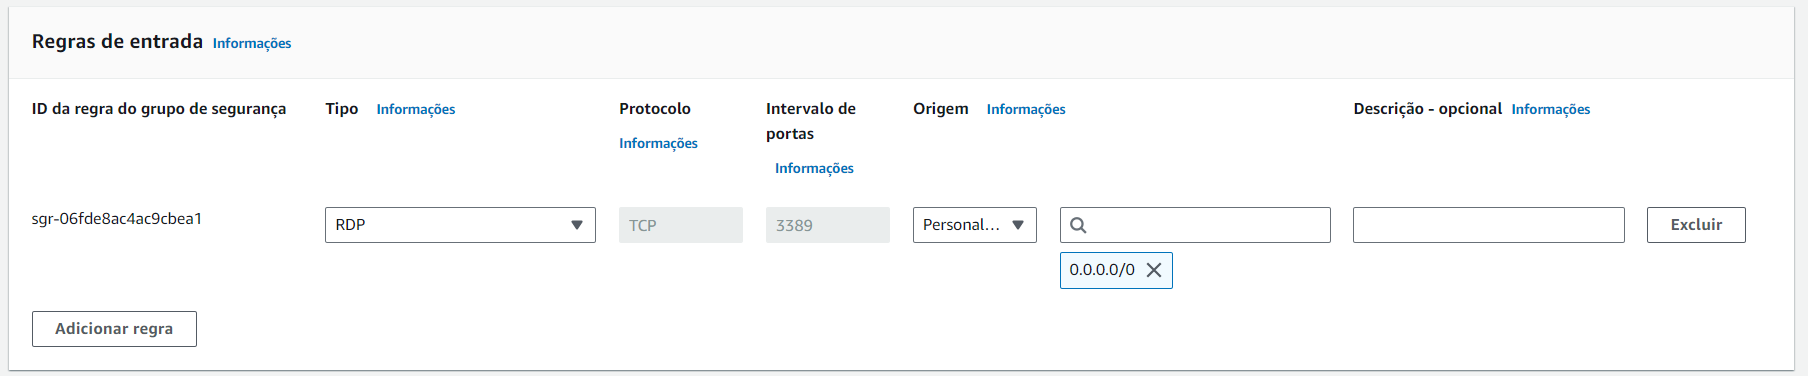 Regras de entrada Informações
ID da regra do grupo de segurança Tipo Informações Protocolo Informações Intervalo de portas Informações Origem Informações Descrição - opcional Informações
sgr-06fde8ac4ac9cbea1 RDP TCP 3389 Personal... Excluir
0.0.0.0/0
Adicionar regra